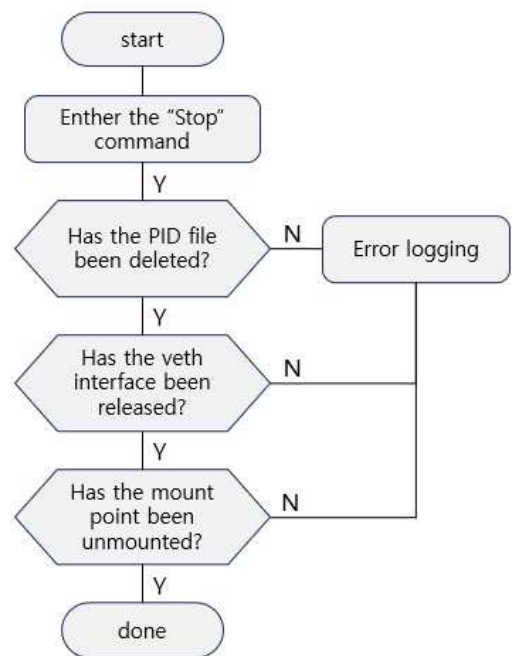 start
Enther the “Stop”
command
Y
Has the PID file
been deleted?
N
Error logging
Y
Has the veth
interface been
released?
N
Y
Has the mount
point been
unmounted?
N
Y
done